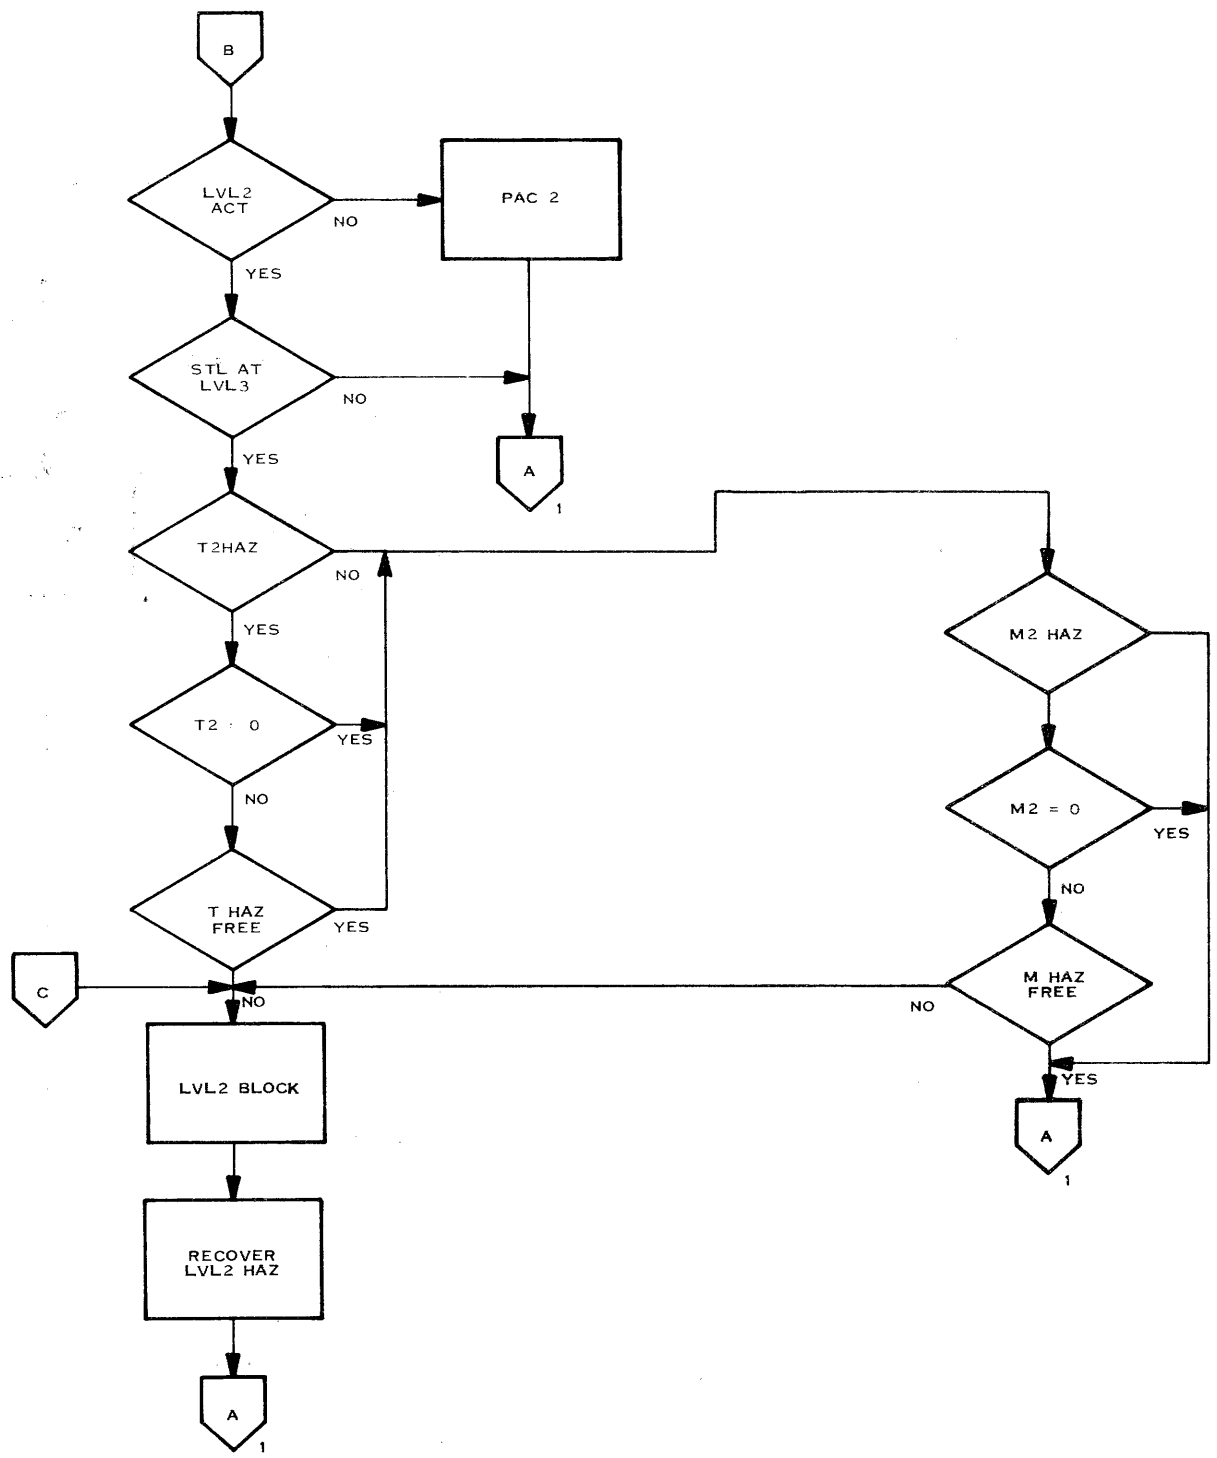 B
LVL2
ACT
NO
PAC 2
YES
STL AT
LVL3
NO
YES
A
1
T2HAZ
NO
YES
M2 HAZ
T2 = 0
YES
NO
M2 = 0
YES
NO
T HAZ
FREE
YES
C
NO
M HAZ
FREE
NO
YES
LVL2 BLOCK
A
1
RECOVER
LVL2 HAZ
A
1